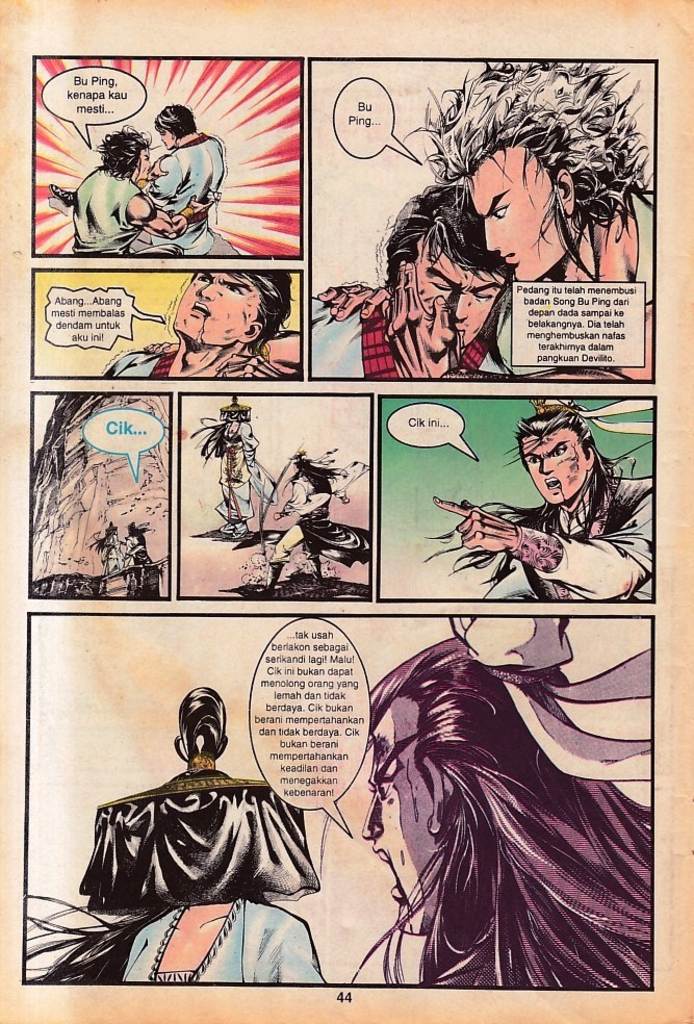 Bu Ping,
kenapa kau
mesti...
Bu
Ping...
Pedang itu telah menembusi
badan Song Bu Ping dari
depan dada sampai ke
belakangnya. Dia telah
menghembuskan nafas
terakhirnya dalam
pangkuan Devilito.
Abang...Abang
mesti membalas
dendam untuk
aku ini!
Cik...
Cik ini...
...tak usah
berlakon sebagai
serikandi lagi! Malu!
Cik ini bukan dapat
menolong orang yang
lemah dan tidak
berdaya. Cik bukan
berani mempertahankan
dan tidak berdaya. Cik
bukan berani
mempertahankan
keadilan dan
menegakkan
kebenaran!
44